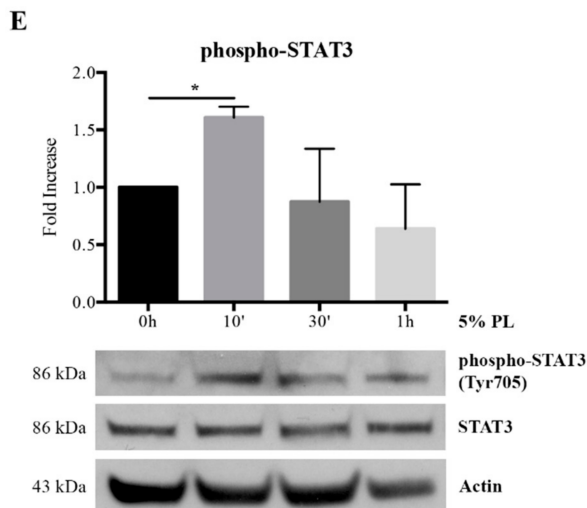 E
phospho-STAT3
*
2.0
1.5
1.0
0.5
0.0
Fold Increase
0h 10' 30' 1h 5% PL
86 kDa phospho-STAT3
(Tyr705)
86 kDa STAT3
43 kDa Actin